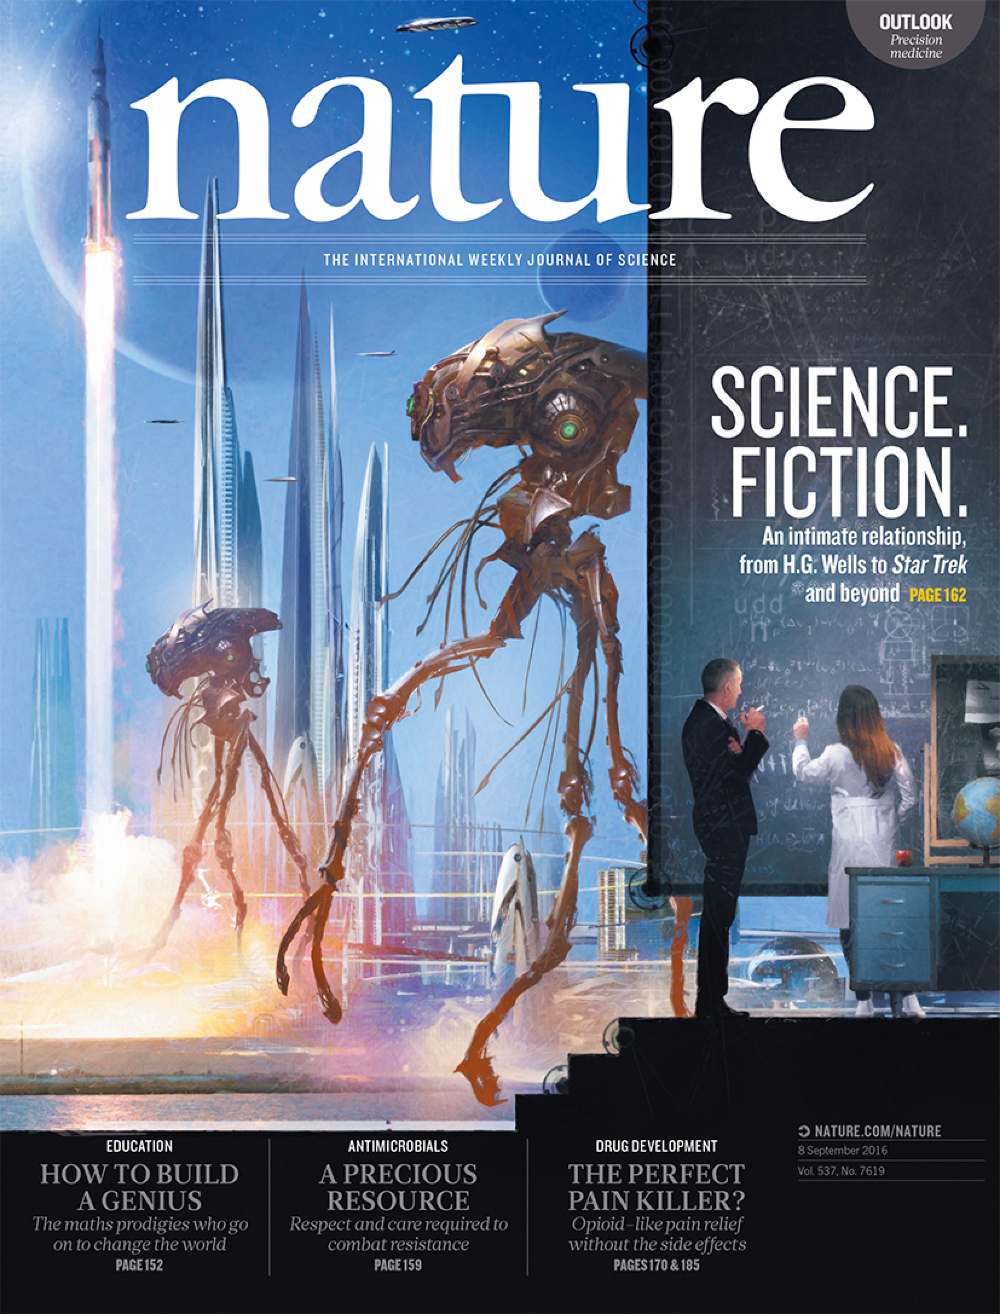 OUTLOOK
Precision
medicine
nature
THE INTERNATIONAL WEEKLY JOURNAL OF SCIENCE
SCIENCE.
FICTION.
An intimate relationship,
from H.G. Wells to Star Trek
and beyond PAGE 162
NATURE.COM/NATURE
8 September 2016
Vol. 537, No. 7619
EDUCATION
HOW TO BUILD
A GENIUS
The maths prodigies who go
on to change the world
PAGE 152
ANTIMICROBIALS
A PRECIOUS
RESOURCE
Respect and care required to
combat resistance
PAGE 159
DRUG DEVELOPMENT
THE PERFECT
PAIN KILLER?
Opioid-like pain relief
without the side effects
PAGES 170 & 185